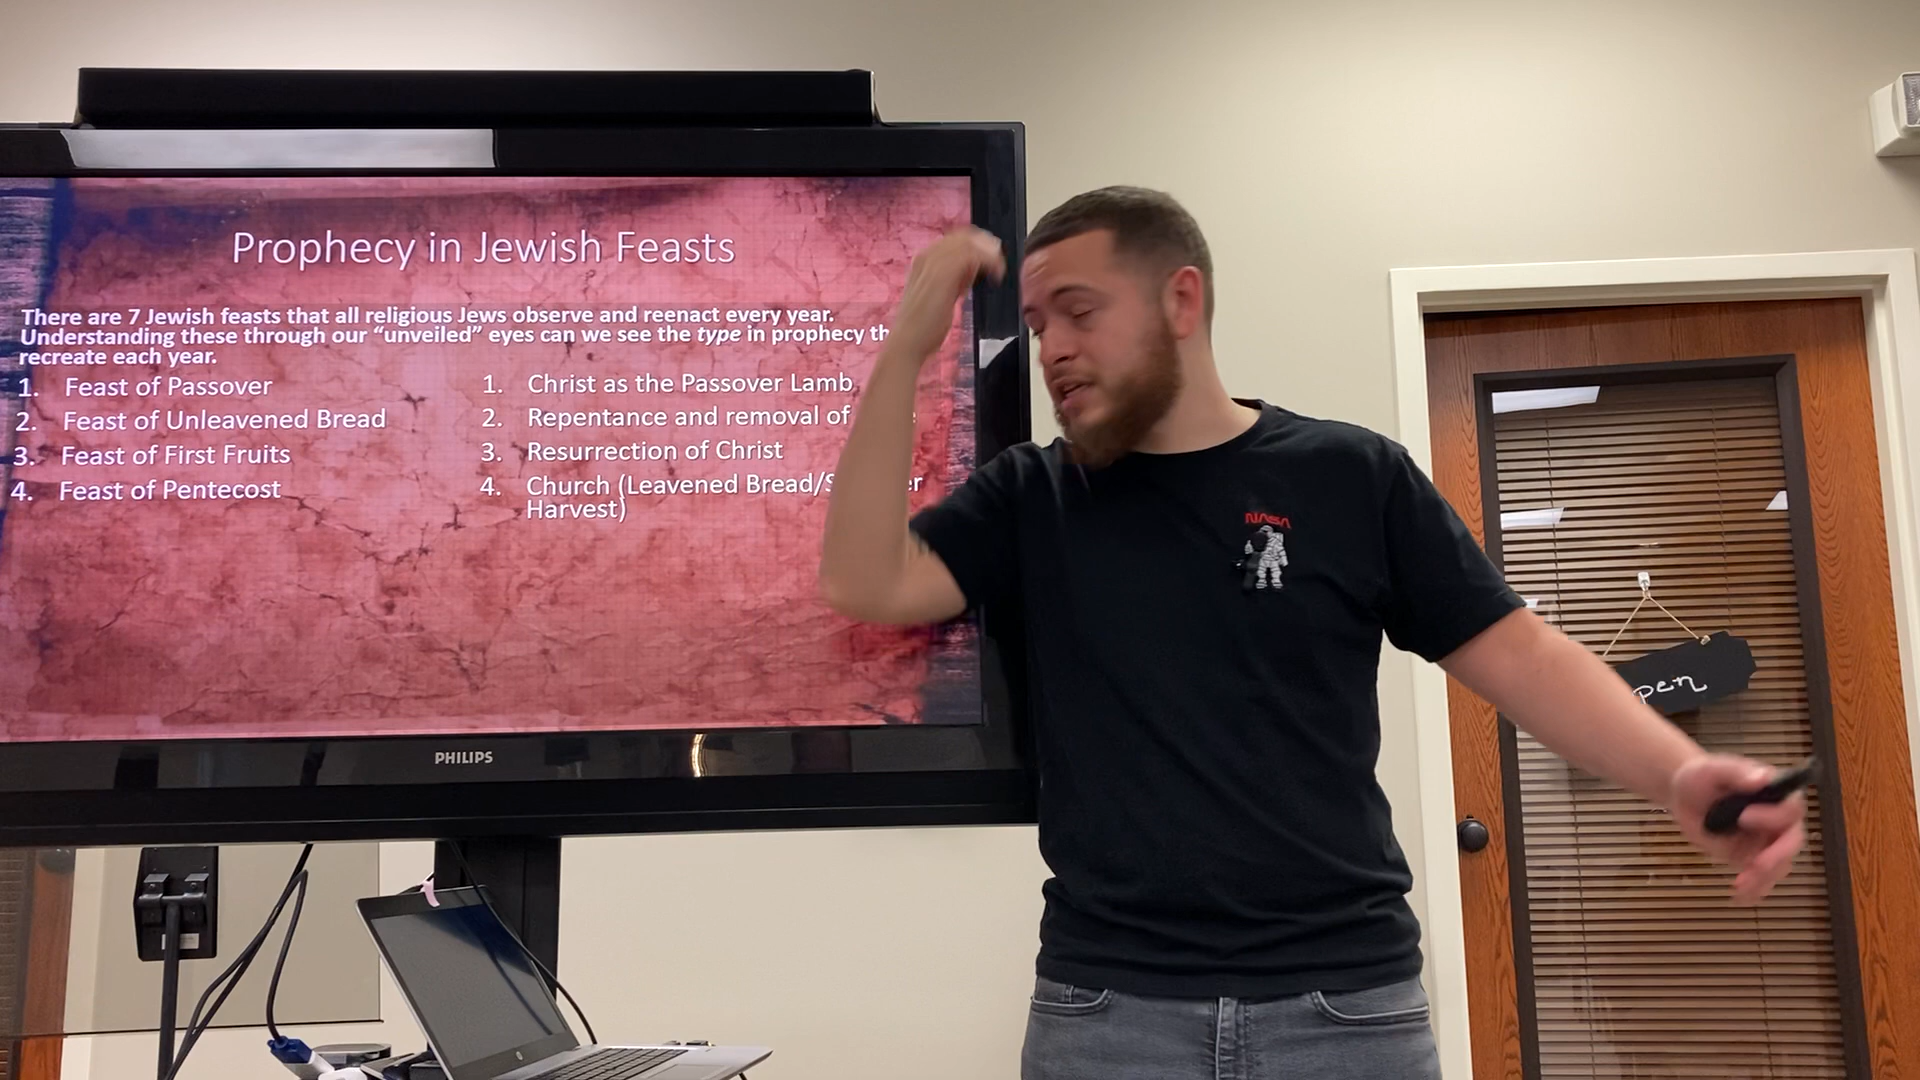 Prophecy in Jewish Feasts
There are 7 Jewish feasts that all religious Jews observe and reenact every year.
Understanding these through our “unveiled” eyes can we see the type in prophecy
recreate each year.
1. Feast of Passover
2. Feast of Unleavened Bread
3. Feast of First Fruits
4. Feast of Pentecost
1. Christ as the Passover Lamb
2. Repentance and removal of
3. Resurrection of Christ
4. Church (Leavened Bread/
Harvest)
NASA
PHILIPS